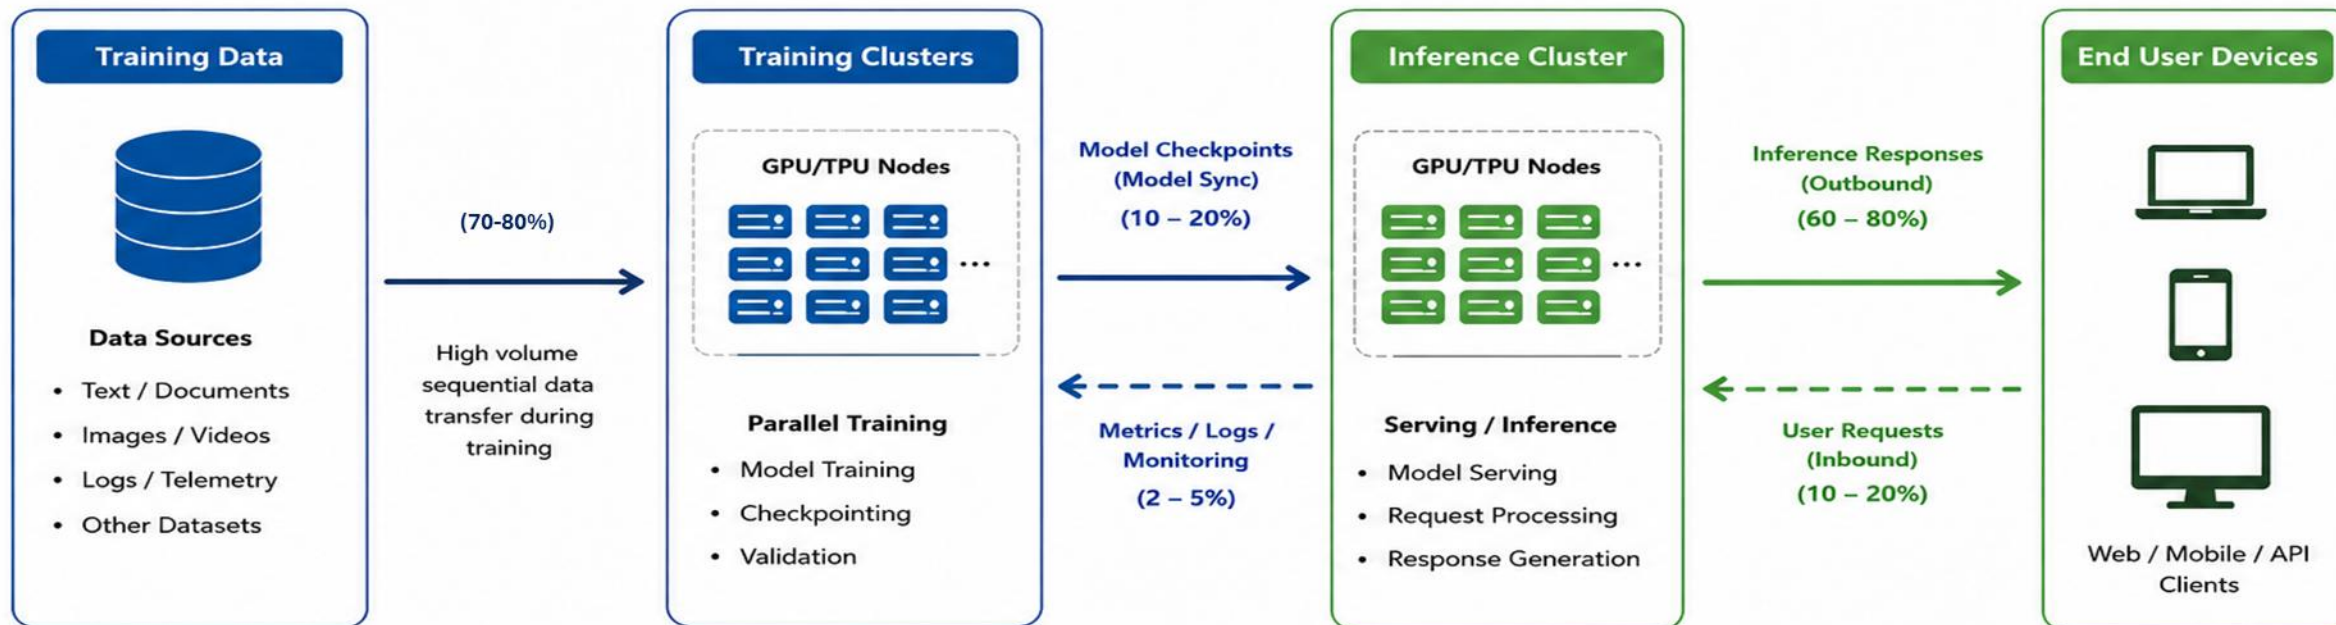 Training Data
Data Sources
• Text / Documents
• Images / Videos
• Logs / Telemetry
• Other Datasets
(70-80%)
High volume
sequential data
transfer during
training
Training Clusters
GPU/TPU Nodes
...
Parallel Training
• Model Training
• Checkpointing
• Validation
Model Checkpoints
(Model Sync)
(10 – 20%)
Metrics / Logs /
Monitoring
(2 – 5%)
Inference Cluster
GPU/TPU Nodes
...
Serving / Inference
• Model Serving
• Request Processing
• Response Generation
Inference Responses
(Outbound)
(60 – 80%)
User Requests
(Inbound)
(10 – 20%)
End User Devices
Web / Mobile / API
Clients